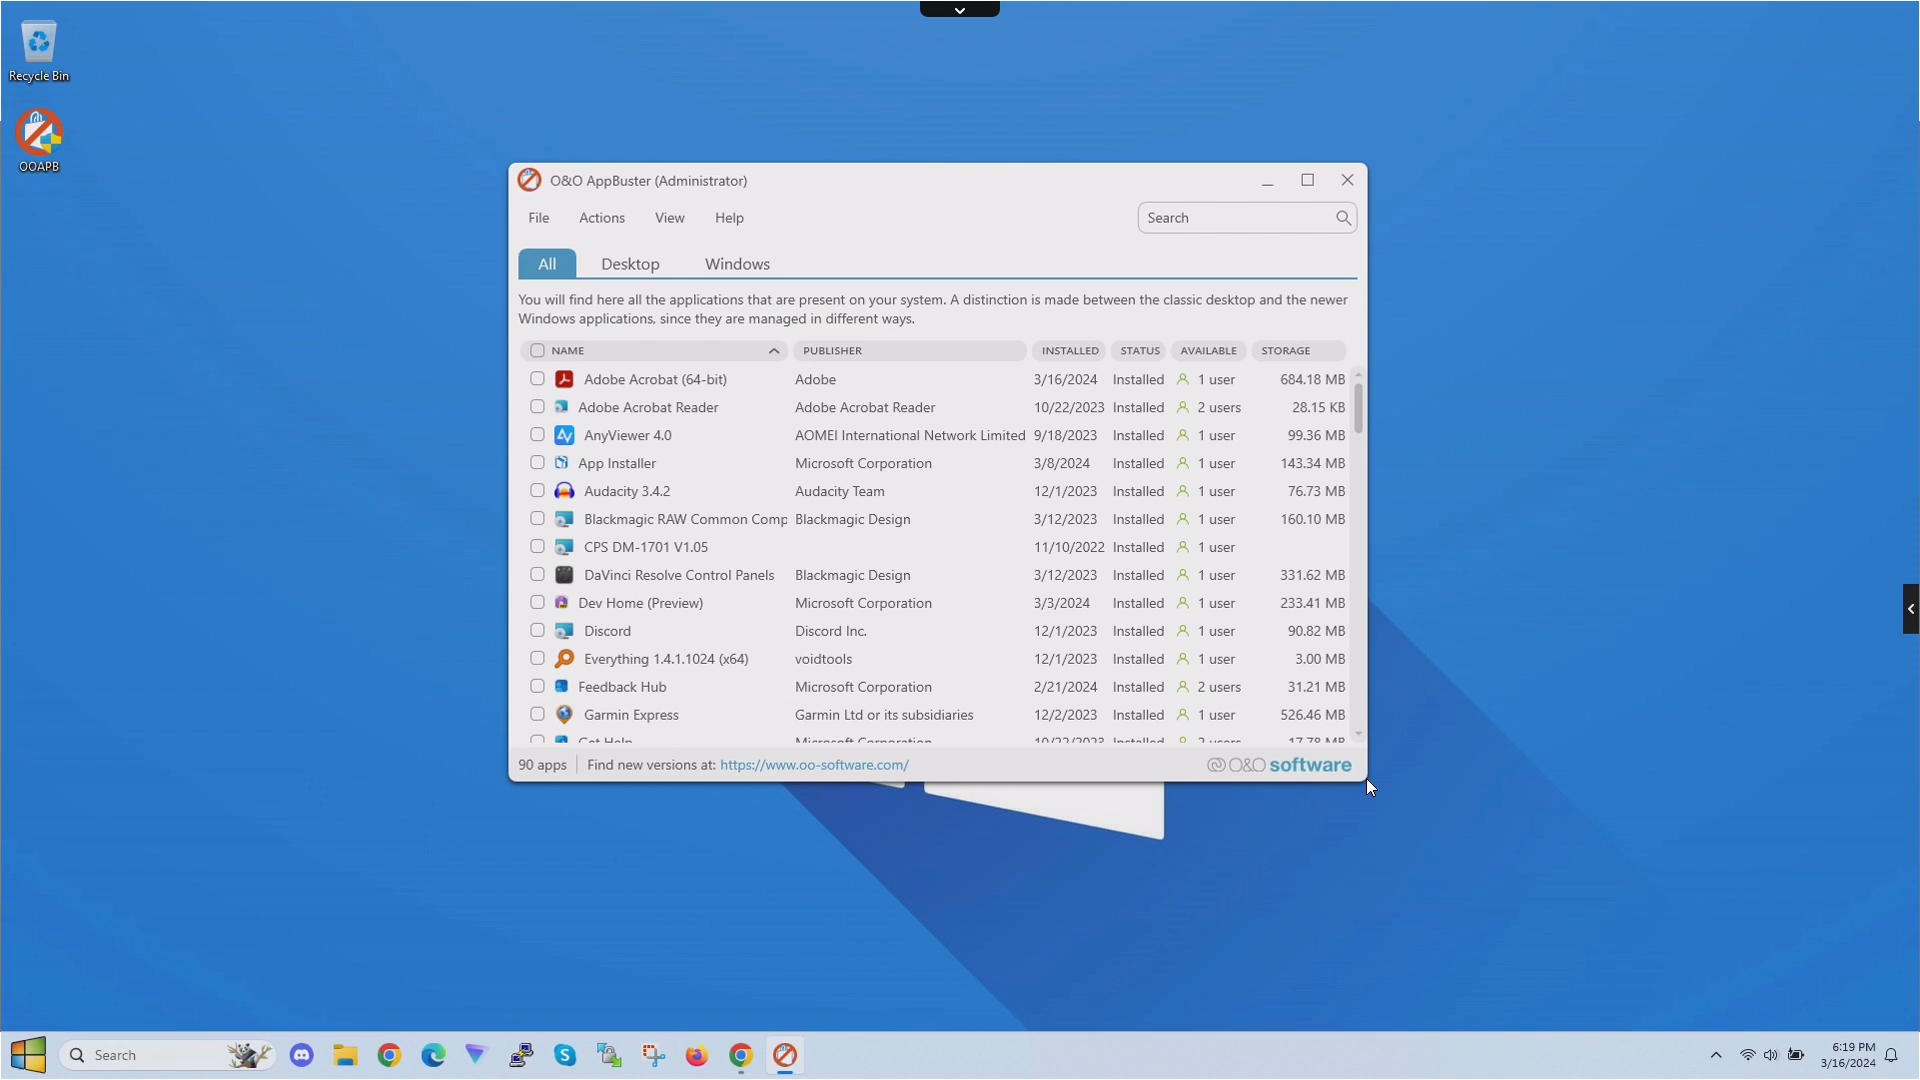 Recycle Bin
OOAPB
O&O AppBuster (Administrator)
File Actions View Help Search
All Desktop Windows
You will find here all the applications that are present on your system. A distinction is made between the classic desktop and the newer
Windows applications, since they are managed in different ways.
NAME PUBLISHER INSTALLED STATUS AVAILABLE STORAGE
Adobe Acrobat (64-bit) Adobe 3/16/2024 Installed 1 user 684.18 MB
Adobe Acrobat Reader Adobe Acrobat Reader 10/22/2023 Installed 2 users 28.15 KB
AnyViewer 4.0 AOMEI International Network Limited 9/18/2023 Installed 1 user 99.36 MB
App Installer Microsoft Corporation 3/8/2024 Installed 1 user 143.34 MB
Audacity 3.4.2 Audacity Team 12/1/2023 Installed 1 user 76.73 MB
Blackmagic RAW Common Comp Blackmagic Design 3/12/2023 Installed 1 user 160.10 MB
CPS DM-1701 V1.05 11/10/2022 Installed 1 user
DaVinci Resolve Control Panels Blackmagic Design 3/12/2023 Installed 1 user 331.62 MB
Dev Home (Preview) Microsoft Corporation 3/3/2024 Installed 1 user 233.41 MB
Discord Discord Inc. 12/1/2023 Installed 1 user 90.82 MB
Everything 1.4.1.1024 (x64) voidtools 12/1/2023 Installed 1 user 3.00 MB
Feedback Hub Microsoft Corporation 2/21/2024 Installed 2 users 31.21 MB
Garmin Express Garmin Ltd or its subsidiaries 12/2/2023 Installed 1 user 526.46 MB
Get Help Microsoft Corporation 10/22/2023 Installed 2 users 17.78 MB
90 apps Find new versions at: https://www.oo-software.com/ O&O software
Search
6:19 PM
3/16/2024